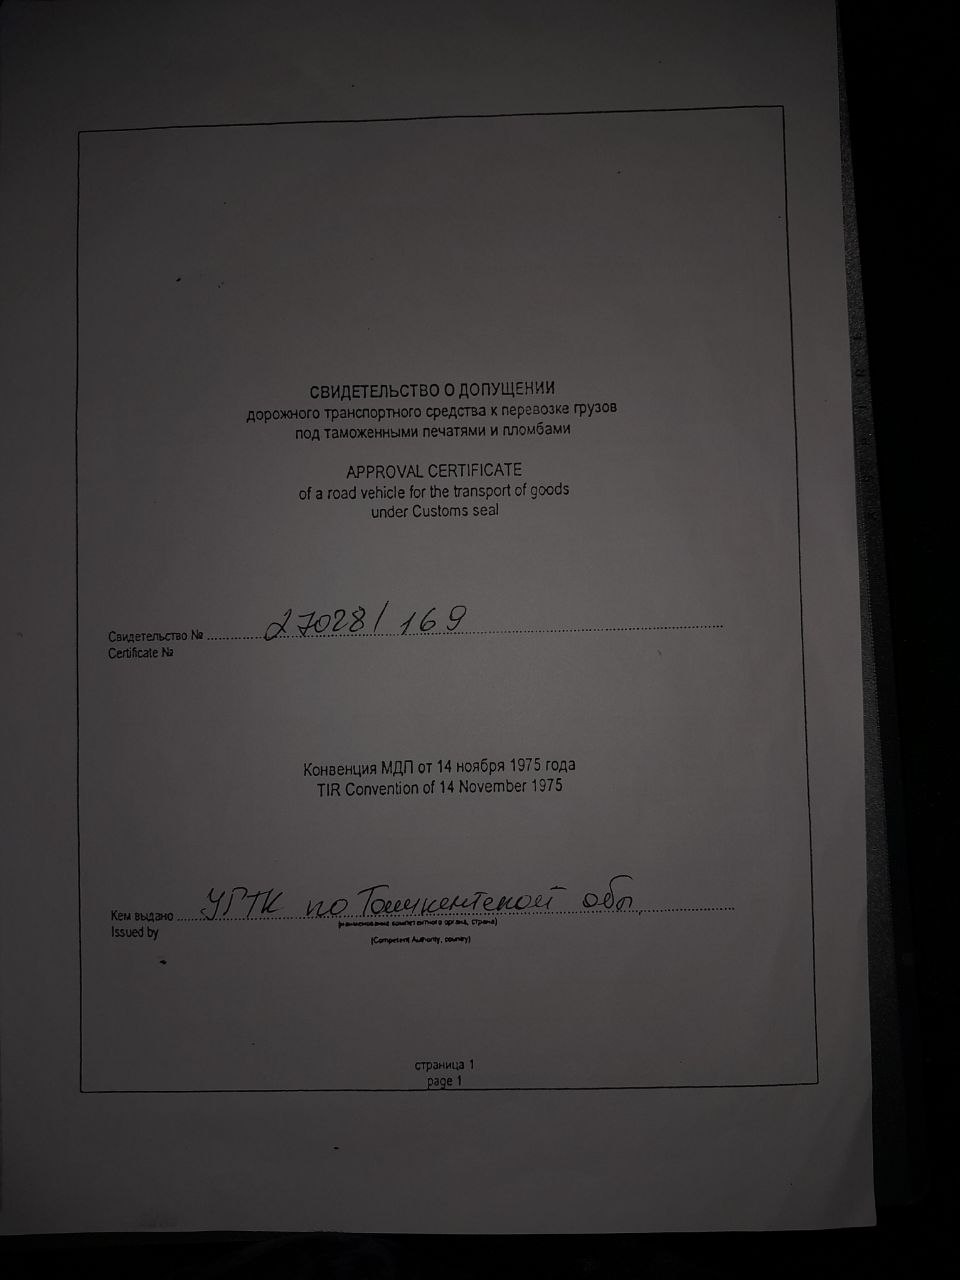 СВИДЕТЕЛЬСТВО О ДОПУЩЕНИИ
дорожного транспортного средства к перевозке грузов
под таможенными печатями и пломбами
APPROVAL CERTIFICATE
of a road vehicle for the transport of goods
under Customs seal
Свидетельство № 27028/169
Certificate №
Конвенция МДП от 14 ноября 1975 года
TIR Convention of 14 November 1975
Кем выдано УГТК по Ташкентской обл.
(наименование компетентного органа, страна)
Issued by
(Competent Authority, country)
страница 1
page 1